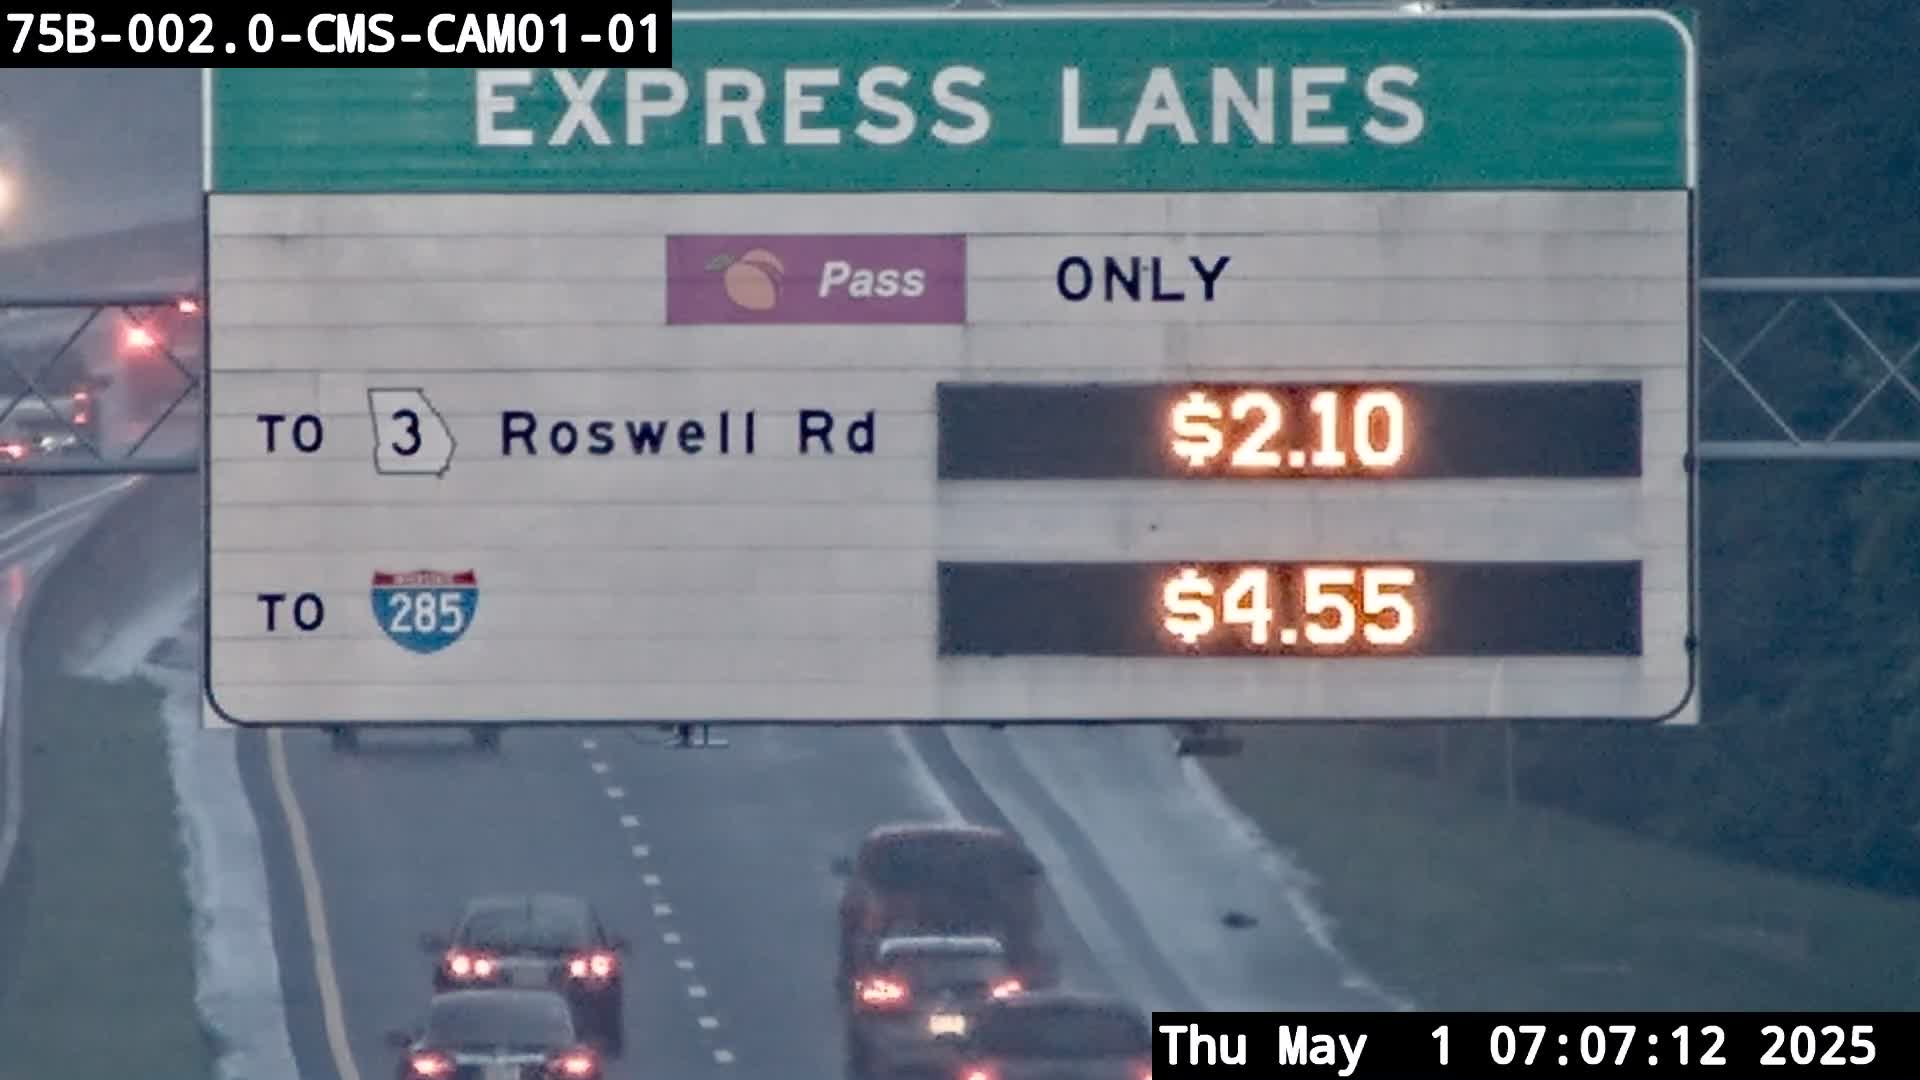 75B-002.0-CMS-CAM01-01
EXPRESS LANES
Pass ONLY
TO 3 Roswell Rd $2.10
TO 285 $4.55
Thu May 1 07:07:12 2025